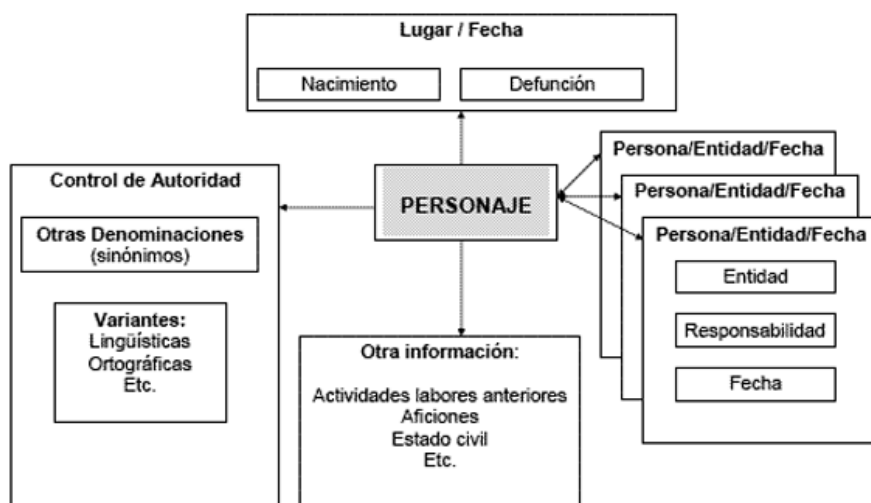 Lugar / Fecha
Nacimiento
Defunción
Control de Autoridad
Otras Denominaciones
(sinónimos)
Variantes:
Lingüísticas
Ortográficas
Etc.
PERSONAJE
Persona/Entidad/Fecha
Persona/Entidad/Fecha
Persona/Entidad/Fecha
Entidad
Responsabilidad
Fecha
Otra información:
Actividades labores anteriores
Aficiones
Estado civil
Etc.